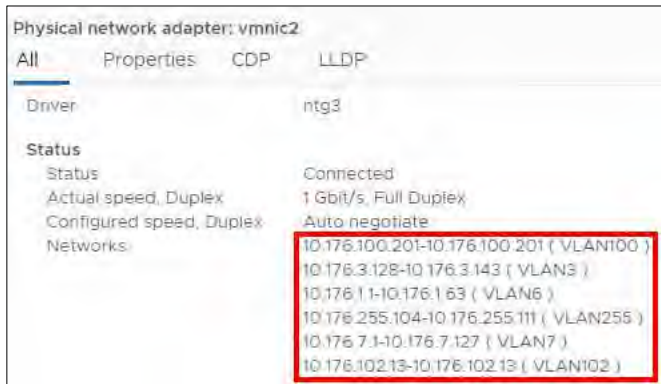 Physical network adapter: vmnic2
All Properties CDP LLDP
Driver ntg3
Status
Status Connected
Actual speed, Duplex 1 Gbit/s, Full Duplex
Configured speed, Duplex Auto negotiate
Networks 10.176.100.201-10.176.100.201 ( VLAN100 )
10.176.3.128-10.176.3.143 ( VLAN3 )
10.176.1.1-10.176.1.63 ( VLAN6 )
10.176.255.104-10.176.255.111 ( VLAN255 )
10.176.7.1-10.176.7.127 ( VLAN7 )
10.176.102.13-10.176.102.13 ( VLAN102 )